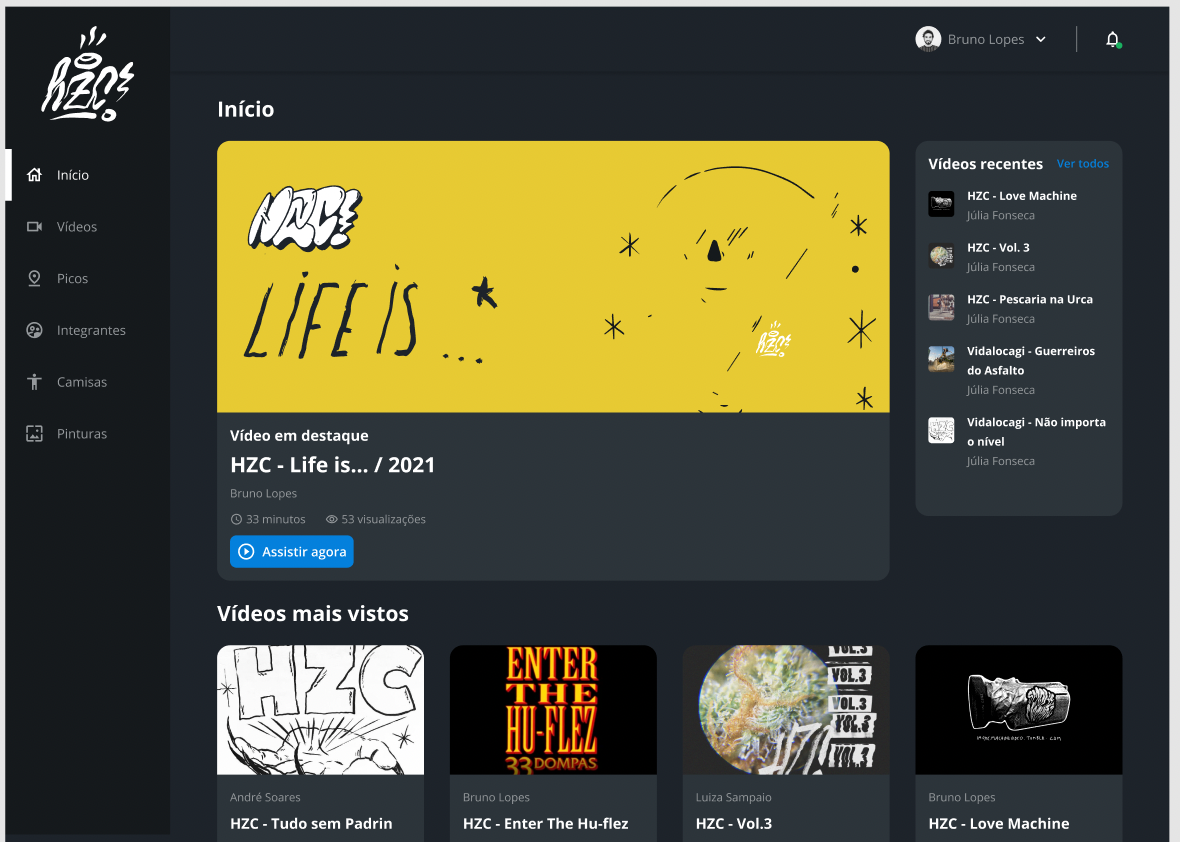 HZC!
Bruno Lopes
Início
Vídeos
Picos
Integrantes
Camisas
Pinturas
Início
HZC!
LIFE iS ...
HZC!
Vídeo em destaque
HZC - Life is... / 2021
Bruno Lopes
33 minutos
53 visualizações
Assistir agora
Vídeos recentes
Ver todos
HZC - Love Machine
Júlia Fonseca
HZC - Vol. 3
Júlia Fonseca
HZC - Pescaria na Urca
Júlia Fonseca
Vidalocagi - Guerreiros
do Asfalto
Júlia Fonseca
Vidalocagi - Não importa
o nível
Júlia Fonseca
Vídeos mais vistos
HZC
André Soares
HZC - Tudo sem Padrin
ENTER
THE
HU-FLEZ
33 DOMPAS
Bruno Lopes
HZC - Enter The Hu-flez
VOL.3
VOL.3
VOL.3
VOL.3
Luiza Sampaio
HZC - Vol.3
Bruno Lopes
HZC - Love Machine